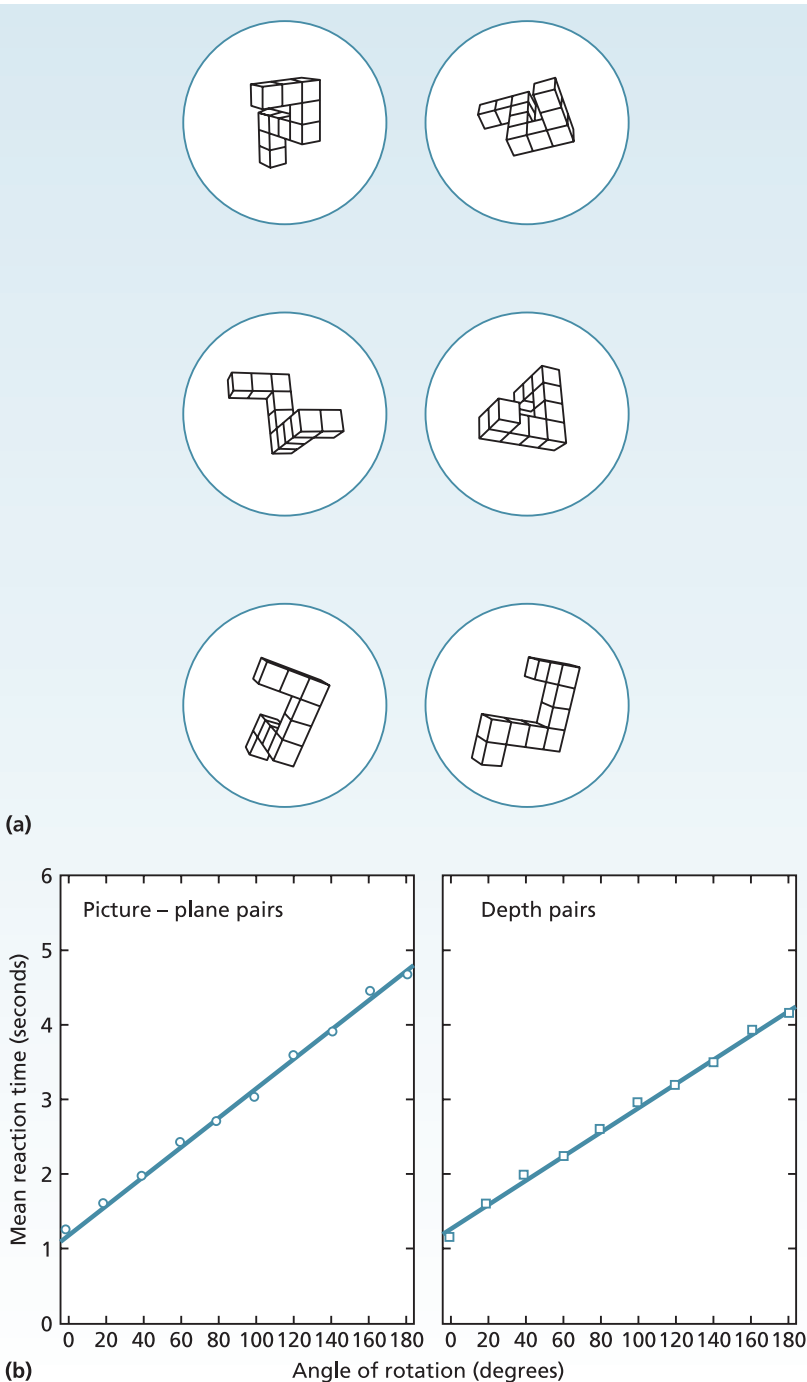 (a)
6
5
4
3
2
1
0
Mean reaction time (seconds)
Picture – plane pairs
0 20 40 60 80 100 120 140 160 180
Depth pairs
0 20 40 60 80 100 120 140 160 180
(b)
Angle of rotation (degrees)